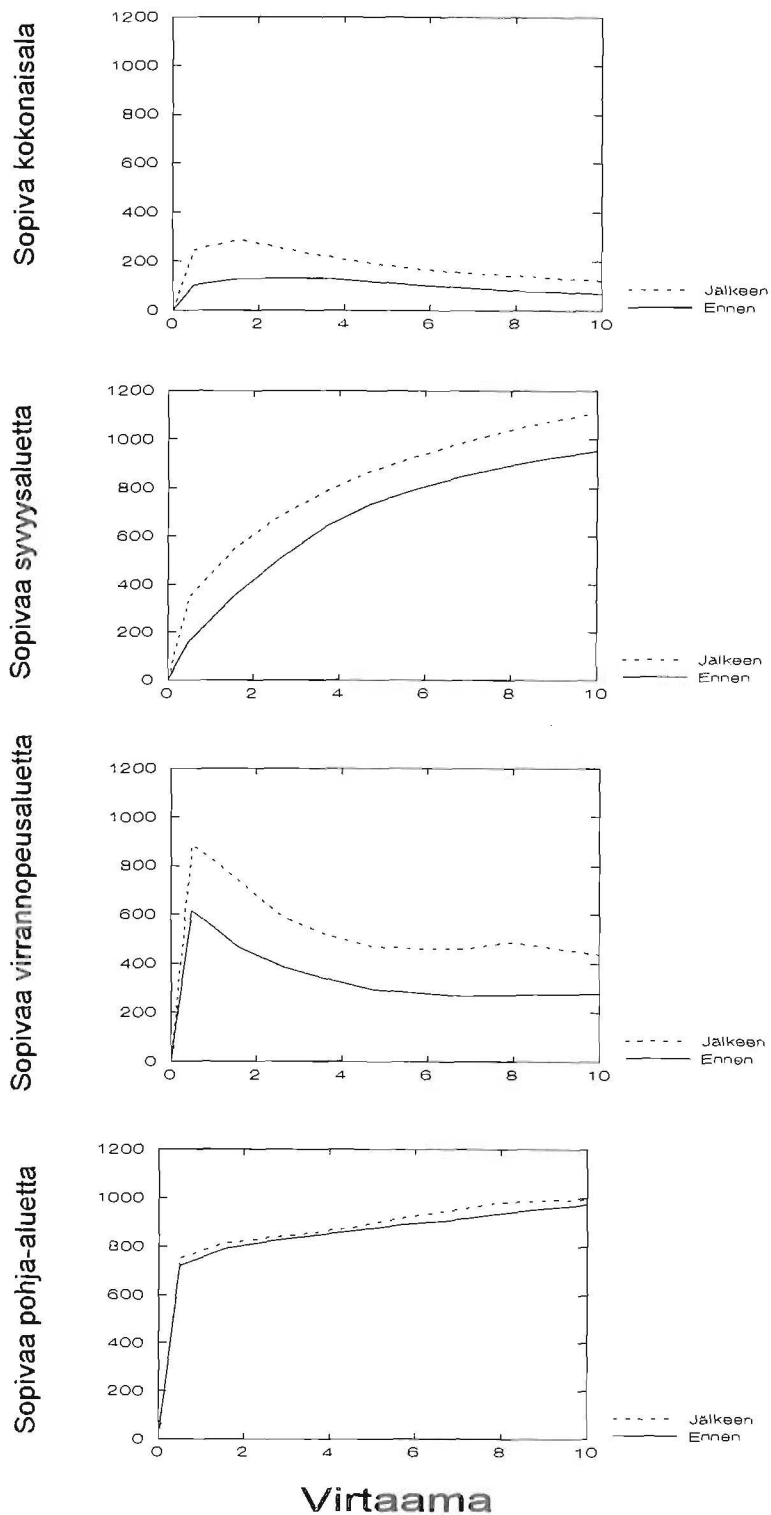 Sopiva kokonaisala
1200
1000
800
600
400
200
0
0 2 4 6 8 10
Jälkeen
Ennen
Sopivaa syvyysaluetta
1200
1000
800
600
400
200
0
0 2 4 6 8 10
Jälkeen
Ennen
Sopivaa virrannopeusaluetta
1200
1000
800
600
400
200
0
0 2 4 6 8 10
Jälkeen
Ennen
Sopivaa pohja-aluetta
1200
1000
800
600
400
200
0
0 2 4 6 8 10
Jälkeen
Ennen
Virtaama